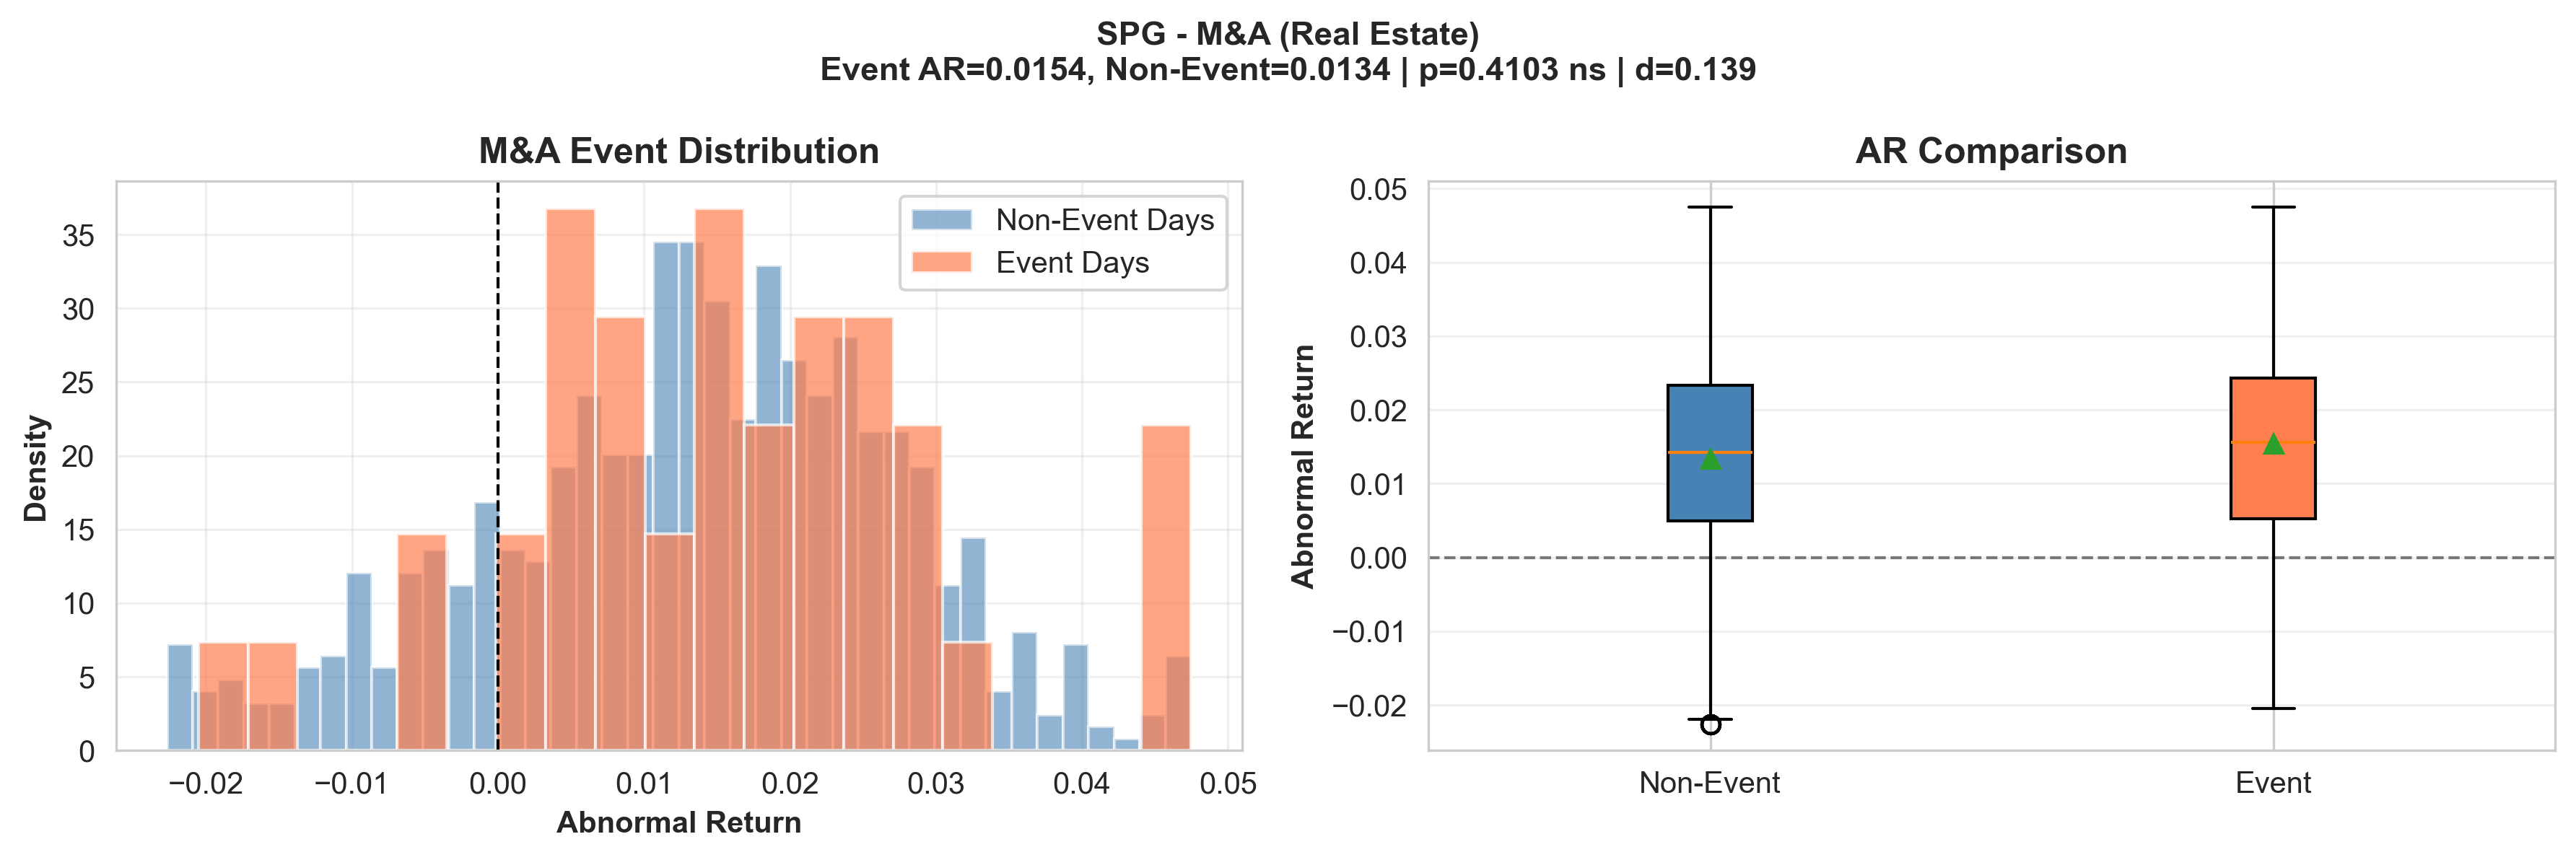 SPG - M&A (Real Estate)
Event AR=0.0154, Non-Event=0.0134 | p=0.4103 ns | d=0.139
M&A Event Distribution
Density
35
30
25
20
15
10
5
0
Non-Event Days
Event Days
−0.02 −0.01 0.00 0.01 0.02 0.03 0.04 0.05
Abnormal Return
AR Comparison
Abnormal Return
0.05
0.04
0.03
0.02
0.01
0.00
−0.01
−0.02
Non-Event Event